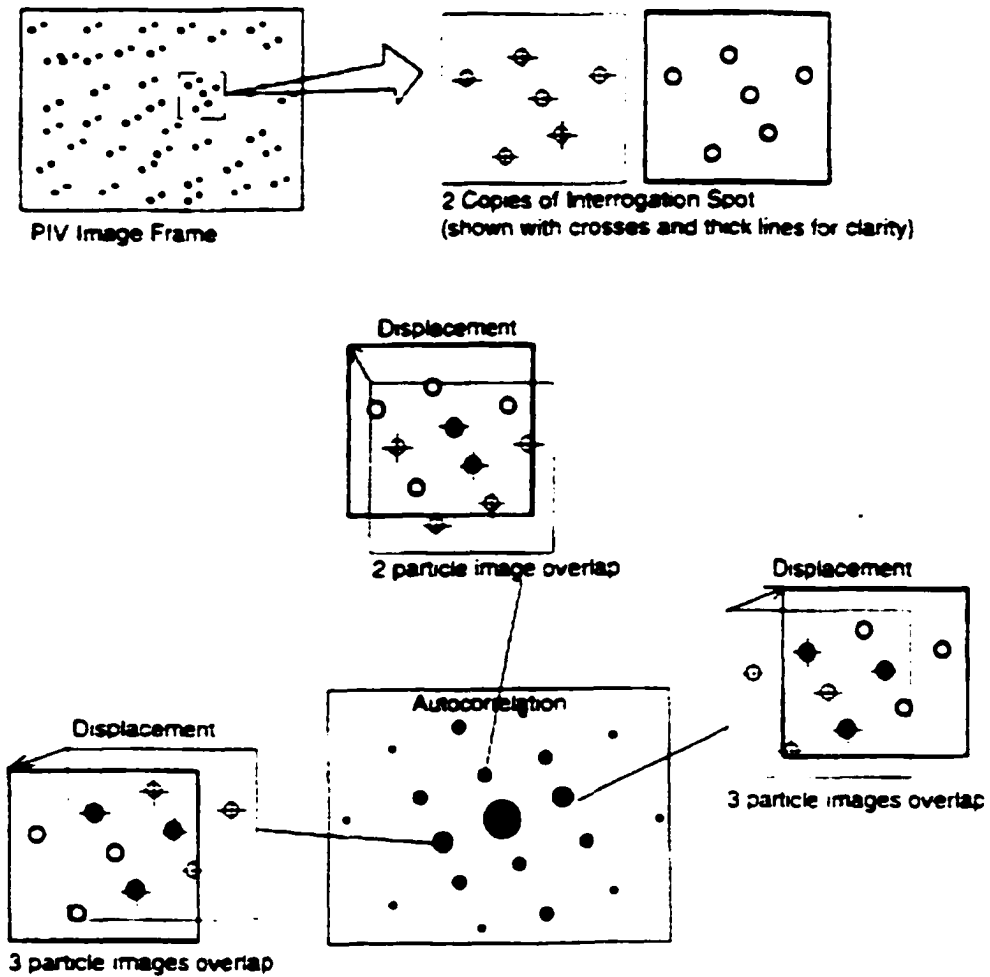 PIV Image Frame
2 Copies of Interrogation Spot
(shown with crosses and thick lines for clarity)
Displacement
2 particle image overlap
Displacement
3 particle images overlap
Autocorrelation
Displacement
3 particle images overlap